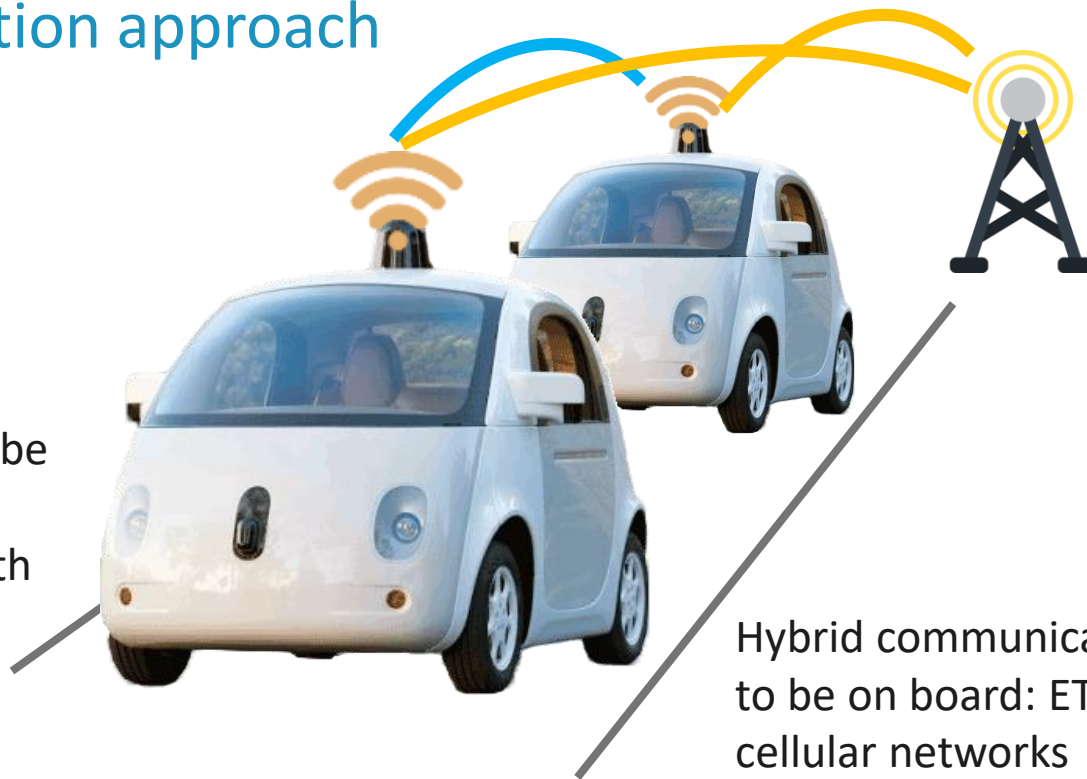 tion approach
be
th
Hybrid communica
to be on board: ET
cellular networks